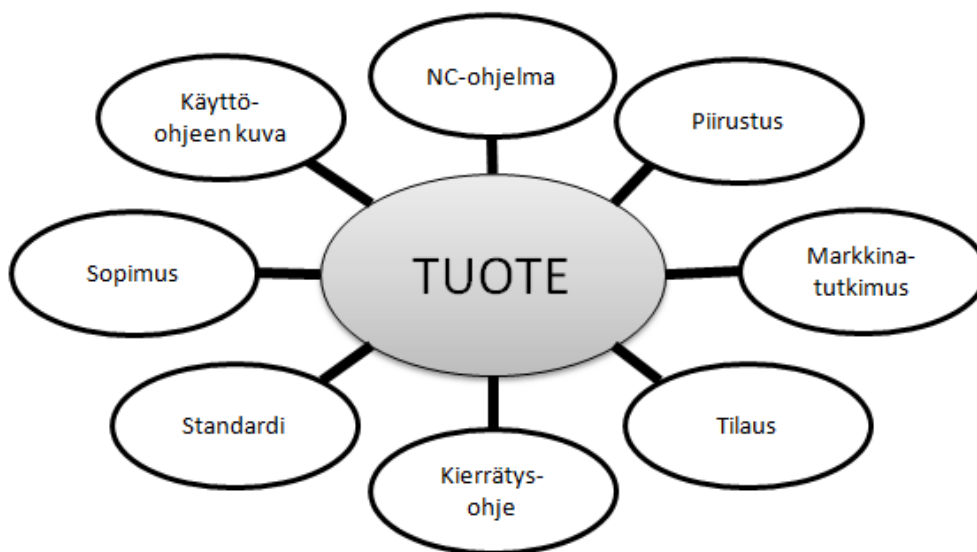 NC-ohjelma
Käyttö-
ohjeen kuva
Piirustus
Sopimus
TUOTE
Markkina-
tutkimus
Standardi
Tilaus
Kierrätys-
ohje